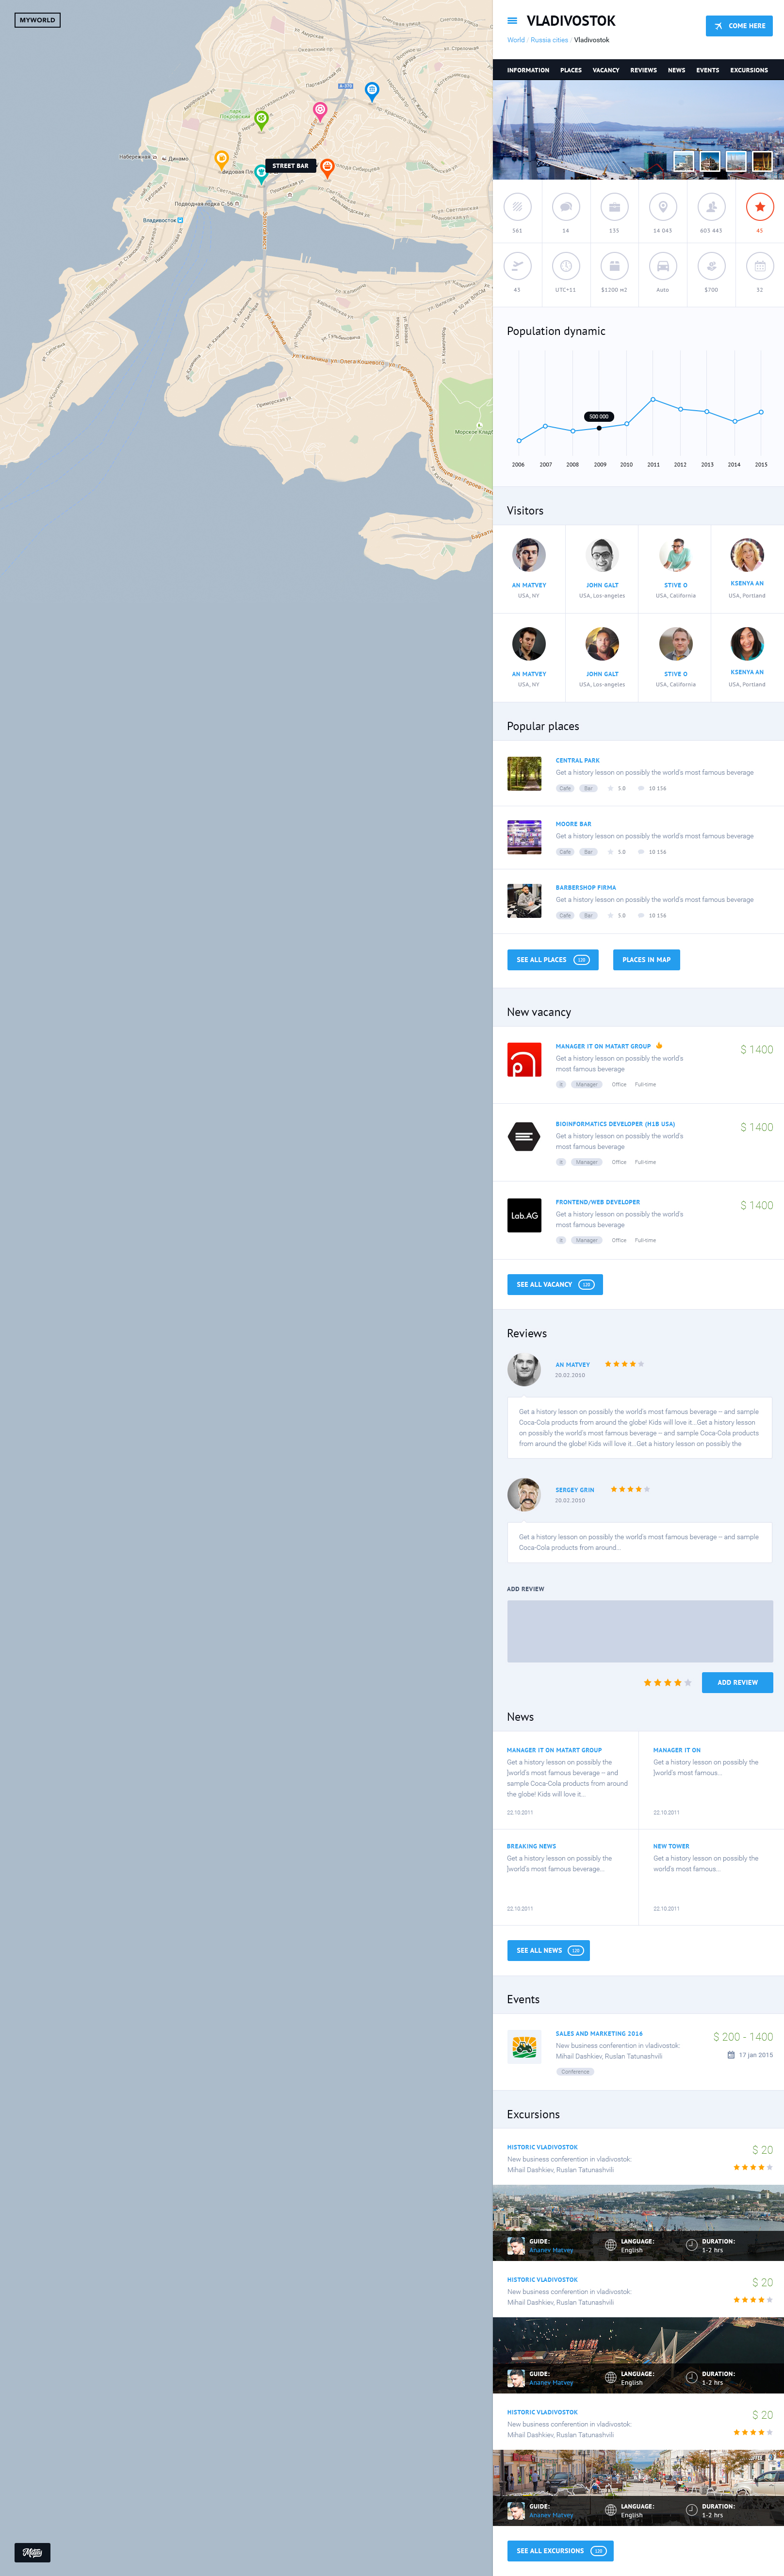 MYWORLD
A-370
Парк Покровский
Набережная
Динамо
STREET BAR
Подводная лодка С-56
Владивосток
Приморская ул
VLADIVOSTOK
COME HERE
World / Russia cities / Vladivostok
INFORMATION PLACES VACANCY REVIEWS NEWS EVENTS EXCURSIONS
561 14 135 14 043 603 443 45
43 UTC+11 $1200 м2 Auto $700 32
Population dynamic
500 000
2006 2007 2008 2009 2010 2011 2012 2013 2014 2015
Visitors
AN MATVEY JOHN GALT STIVE O KSENYA AN
USA, NY USA, Los-angeles USA, California USA, Portland
AN MATVEY JOHN GALT STIVE O KSENYA AN
USA, NY USA, Los-angeles USA, California USA, Portland
Popular places
CENTRAL PARK
Get a history lesson on possibly the world's most famous beverage
Cafe Bar 5.0 10 156
MOORE BAR
Get a history lesson on possibly the world's most famous beverage
Cafe Bar 5.0 10 156
BARBERSHOP FIRMA
Get a history lesson on possibly the world's most famous beverage
Cafe Bar 5.0 10 156
SEE ALL PLACES 128 PLACES IN MAP
New vacancy
MANAGER IT ON MATART GROUP
$ 1400
Get a history lesson on possibly the world's
most famous beverage
it Manager Office Full-time
BIOINFORMATICS DEVELOPER (H1B USA)
$ 1400
Get a history lesson on possibly the world's
most famous beverage
it Manager Office Full-time
FRONTEND/WEB DEVELOPER
$ 1400
Lab.AG
Get a history lesson on possibly the world's
most famous beverage
it Manager Office Full-time
SEE ALL VACANCY 128
Reviews
AN MATVEY
20.02.2010
Get a history lesson on possibly the world's most famous beverage – and sample
Coca-Cola products from around the globe! Kids will love it...Get a history lesson
on possibly the world's most famous beverage – and sample Coca-Cola products
from around the globe! Kids will love it...Get a history lesson on possibly the
SERGEY GRIN
20.02.2010
Get a history lesson on possibly the world's most famous beverage – and sample
Coca-Cola products from around...
ADD REVIEW
ADD REVIEW
News
MANAGER IT ON MATART GROUP
Get a history lesson on possibly the
]world's most famous beverage – and
sample Coca-Cola products from around
the globe! Kids will love it...
22.10.2011
MANAGER IT ON
Get a history lesson on possibly the
]world's most famous...
22.10.2011
BREAKING NEWS
Get a history lesson on possibly the
]world's most famous beverage...
22.10.2011
NEW TOWER
Get a history lesson on possibly the
world's most famous...
22.10.2011
SEE ALL NEWS 128
Events
SALES AND MARKETING 2016
$ 200 - 1400
New business conferention in vladivostok:
Mihail Dashkiev, Ruslan Tatunashvili
17 jan 2015
Conference
Excursions
HISTORIC VLADIVOSTOK
$ 20
New business conferention in vladivostok:
Mihail Dashkiev, Ruslan Tatunashvili
GUIDE: LANGUAGE: DURATION:
Ananev Matvey English 1-2 hrs
HISTORIC VLADIVOSTOK
$ 20
New business conferention in vladivostok:
Mihail Dashkiev, Ruslan Tatunashvili
GUIDE: LANGUAGE: DURATION:
Ananev Matvey English 1-2 hrs
HISTORIC VLADIVOSTOK
$ 20
New business conferention in vladivostok:
Mihail Dashkiev, Ruslan Tatunashvili
GUIDE: LANGUAGE: DURATION:
Ananev Matvey English 1-2 hrs
SEE ALL EXCURSIONS 128